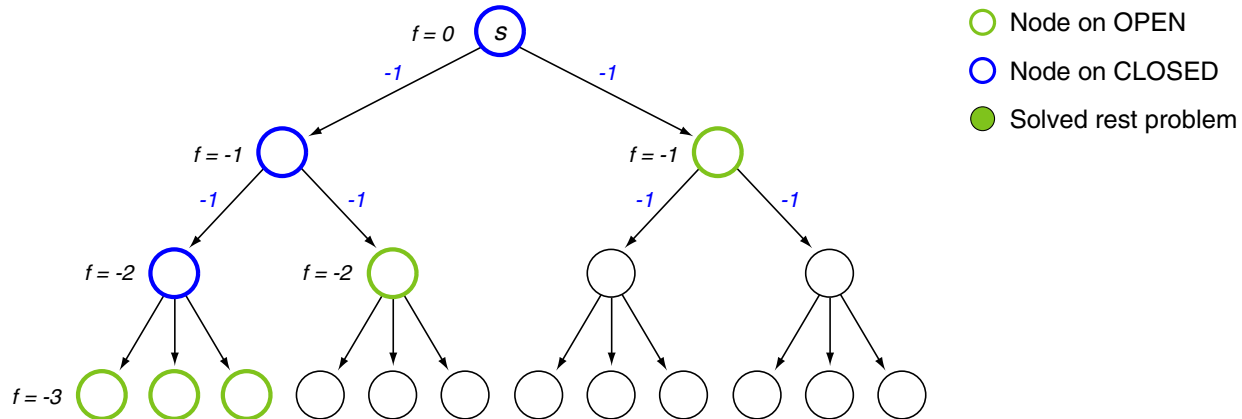 f = 0
s
Node on OPEN
-1
-1
Node on CLOSED
Solved rest problem
f = -1
f = -1
-1
-1
-1
-1
f = -2
f = -2
f = -3